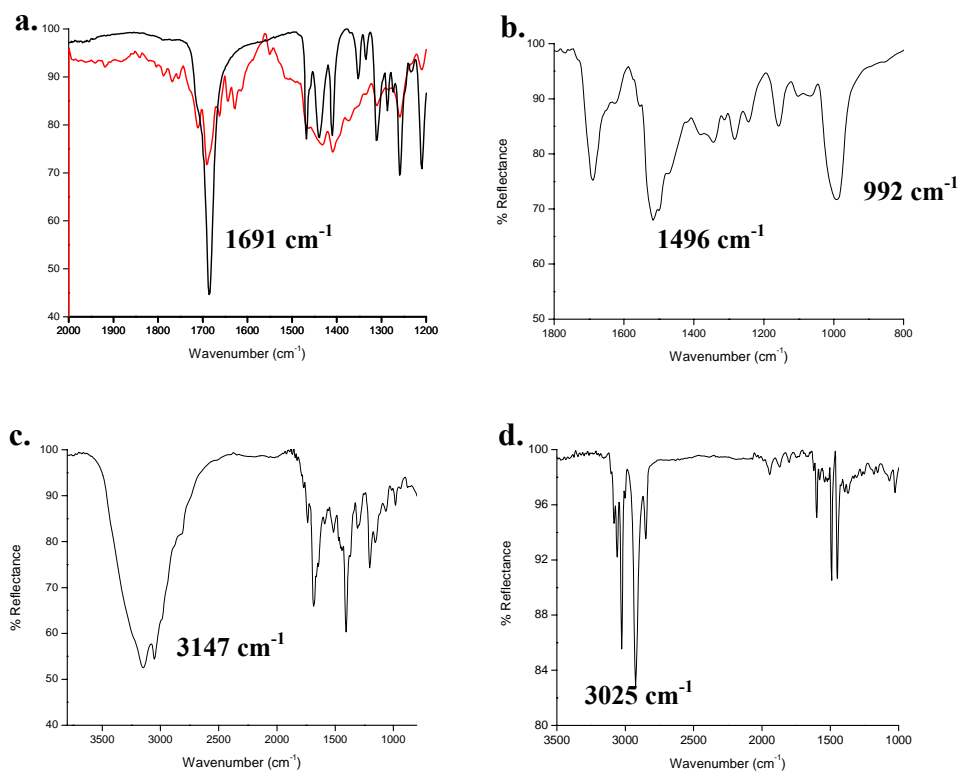 a.
100
90
80
70
60
50
40
2000 1900 1800 1700 1600 1500 1400 1300 1200
Wavenumber (cm⁻¹)
1691 cm⁻¹
b.
% Reflectance
100
90
80
70
60
50
1800 1600 1400 1200 1000 800
Wavenumber (cm⁻¹)
1496 cm⁻¹
992 cm⁻¹
c.
% Reflectance
100
90
80
70
60
50
40
3500 3000 2500 2000 1500 1000
Wavenumber (cm⁻¹)
3147 cm⁻¹
d.
% Reflectance
100
96
92
88
84
80
3500 3000 2500 2000 1500 1000
Wavenumber (cm⁻¹)
3025 cm⁻¹